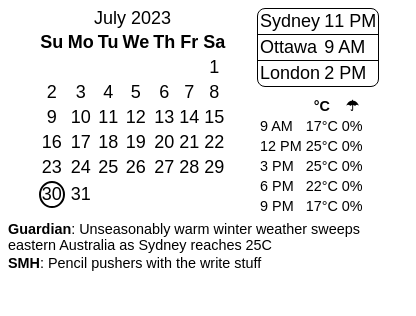 July 2023
Su Mo Tu We Th Fr Sa
1
2 3 4 5 6 7 8
9 10 11 12 13 14 15
16 17 18 19 20 21 22
23 24 25 26 27 28 29
30 31
Sydney 11 PM
Ottawa 9 AM
London 2 PM
°C ☂
9 AM 17°C 0%
12 PM 25°C 0%
3 PM 25°C 0%
6 PM 22°C 0%
9 PM 17°C 0%
Guardian: Unseasonably warm winter weather sweeps
eastern Australia as Sydney reaches 25C
SMH: Pencil pushers with the write stuff